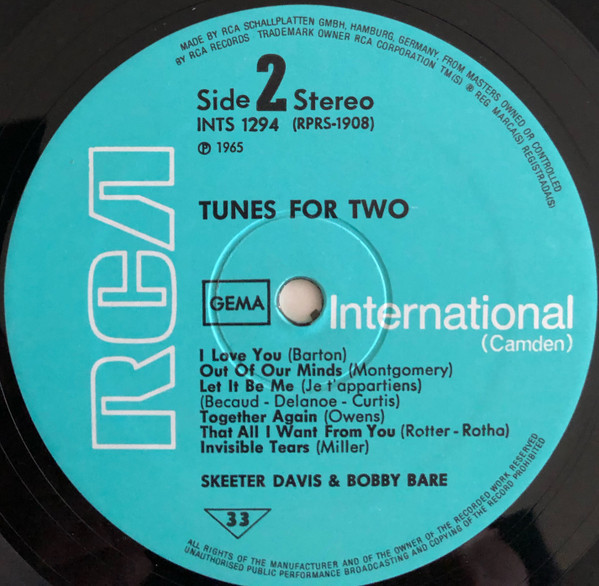 MADE BY RCA SCHALLPLATTEN GMBH, HAMBURG, GERMANY, FROM MASTERS OWNED OR CONTROLLED
BY RCA RECORDS TRADEMARK OWNER RCA CORPORATION TM(S) ® REG. MARCA(S) REGISTRADA(S)
Side 2 Stereo
INTS 1294 (RPRS-1908)
℗ 1965
TUNES FOR TWO
RCA
GEMA
International
(Camden)
I Love You (Barton)
Out Of Our Minds (Montgomery)
Let It Be Me (Je t'appartiens)
(Becaud - Delanoe - Curtis)
Together Again (Owens)
That All I Want From You (Rotter - Rotha)
Invisible Tears (Miller)
SKEETER DAVIS & BOBBY BARE
33
ALL RIGHTS OF THE MANUFACTURER AND OF THE OWNER OF THE RECORDED WORK RESERVED
UNAUTHORISED PUBLIC PERFORMANCE BROADCASTING AND COPYING OF THE RECORD PROHIBITED